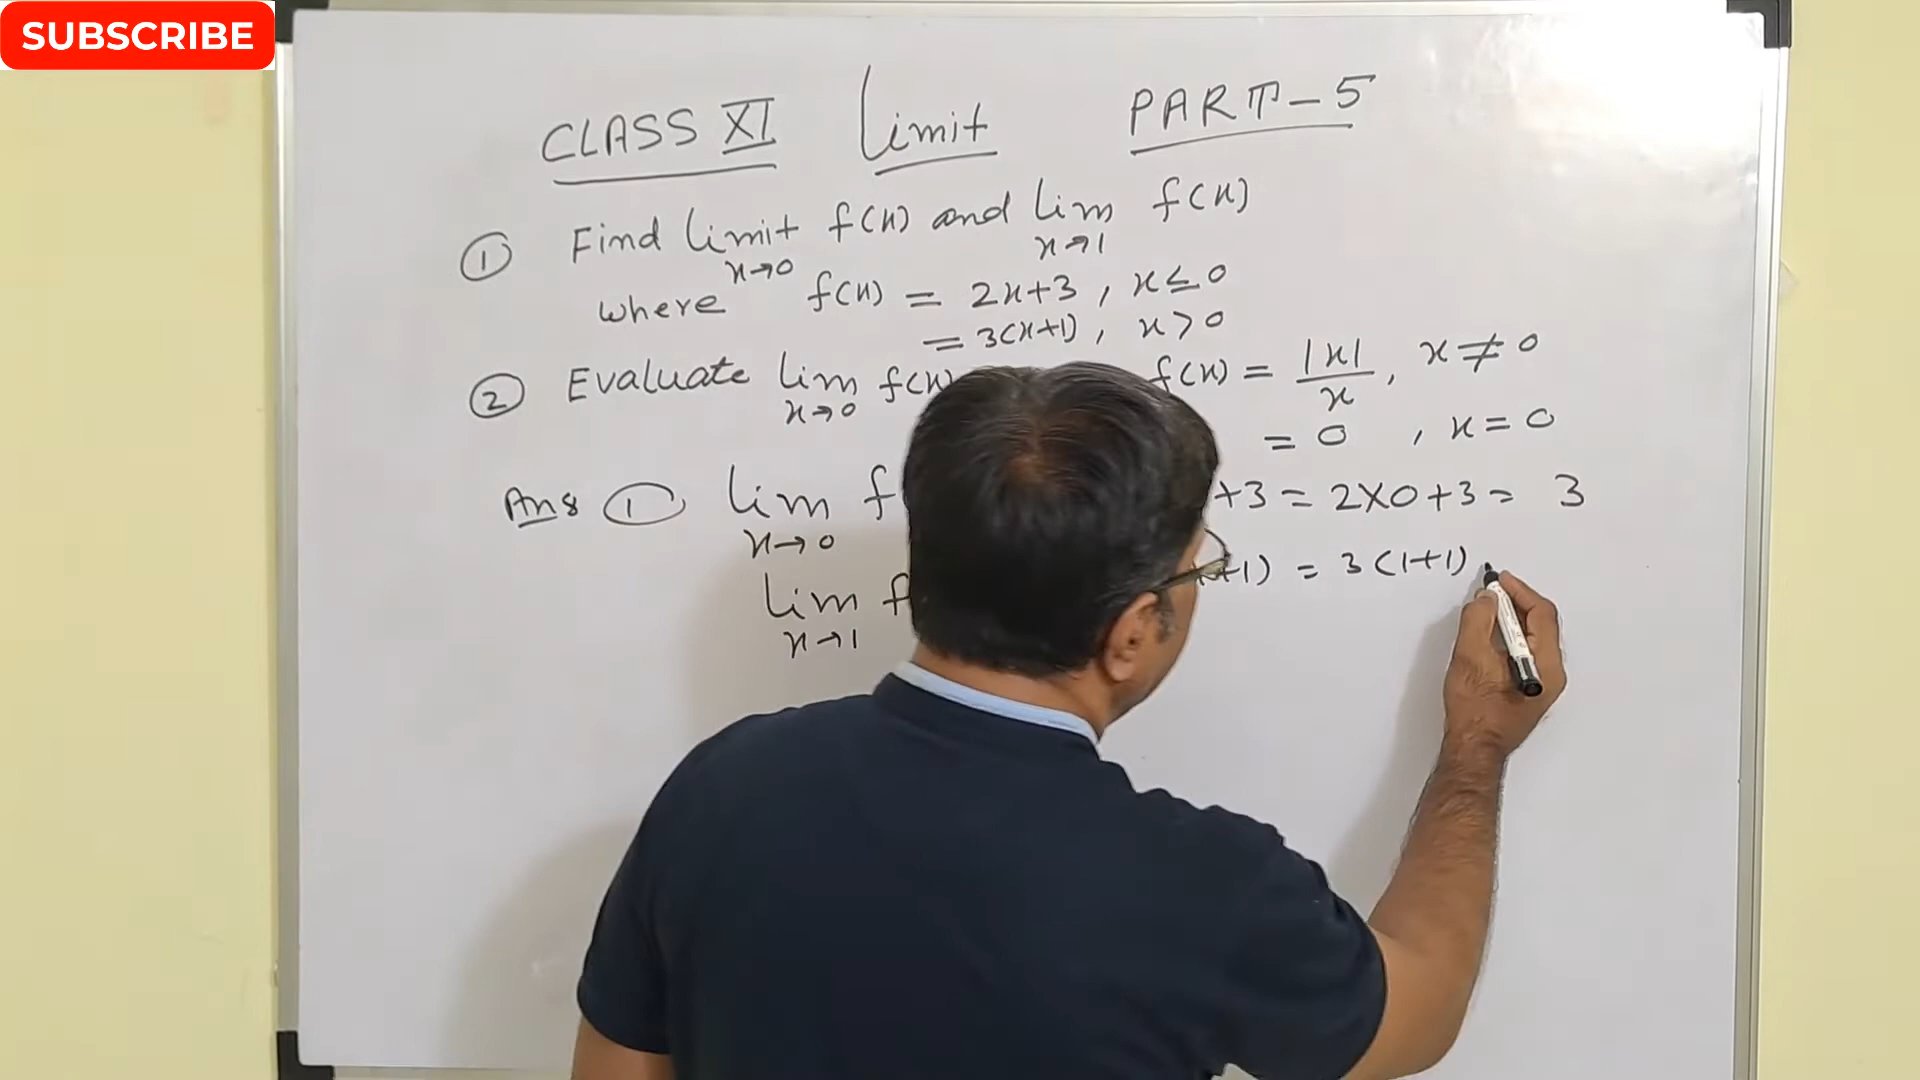 SUBSCRIBE
CLASS XI Limit PART-5
① Find limit f(x) and lim f(x)
x→0 x→1
where f(x) = 2x+3, x≤0
= 3(x+1), x>0
② Evaluate lim f(x) f(x) = |x|/x, x≠0
x→0
= 0, x=0
Ans ① lim f +3 = 2×0+3 = 3
x→0
lim f +1) = 3(1+1)
x→1